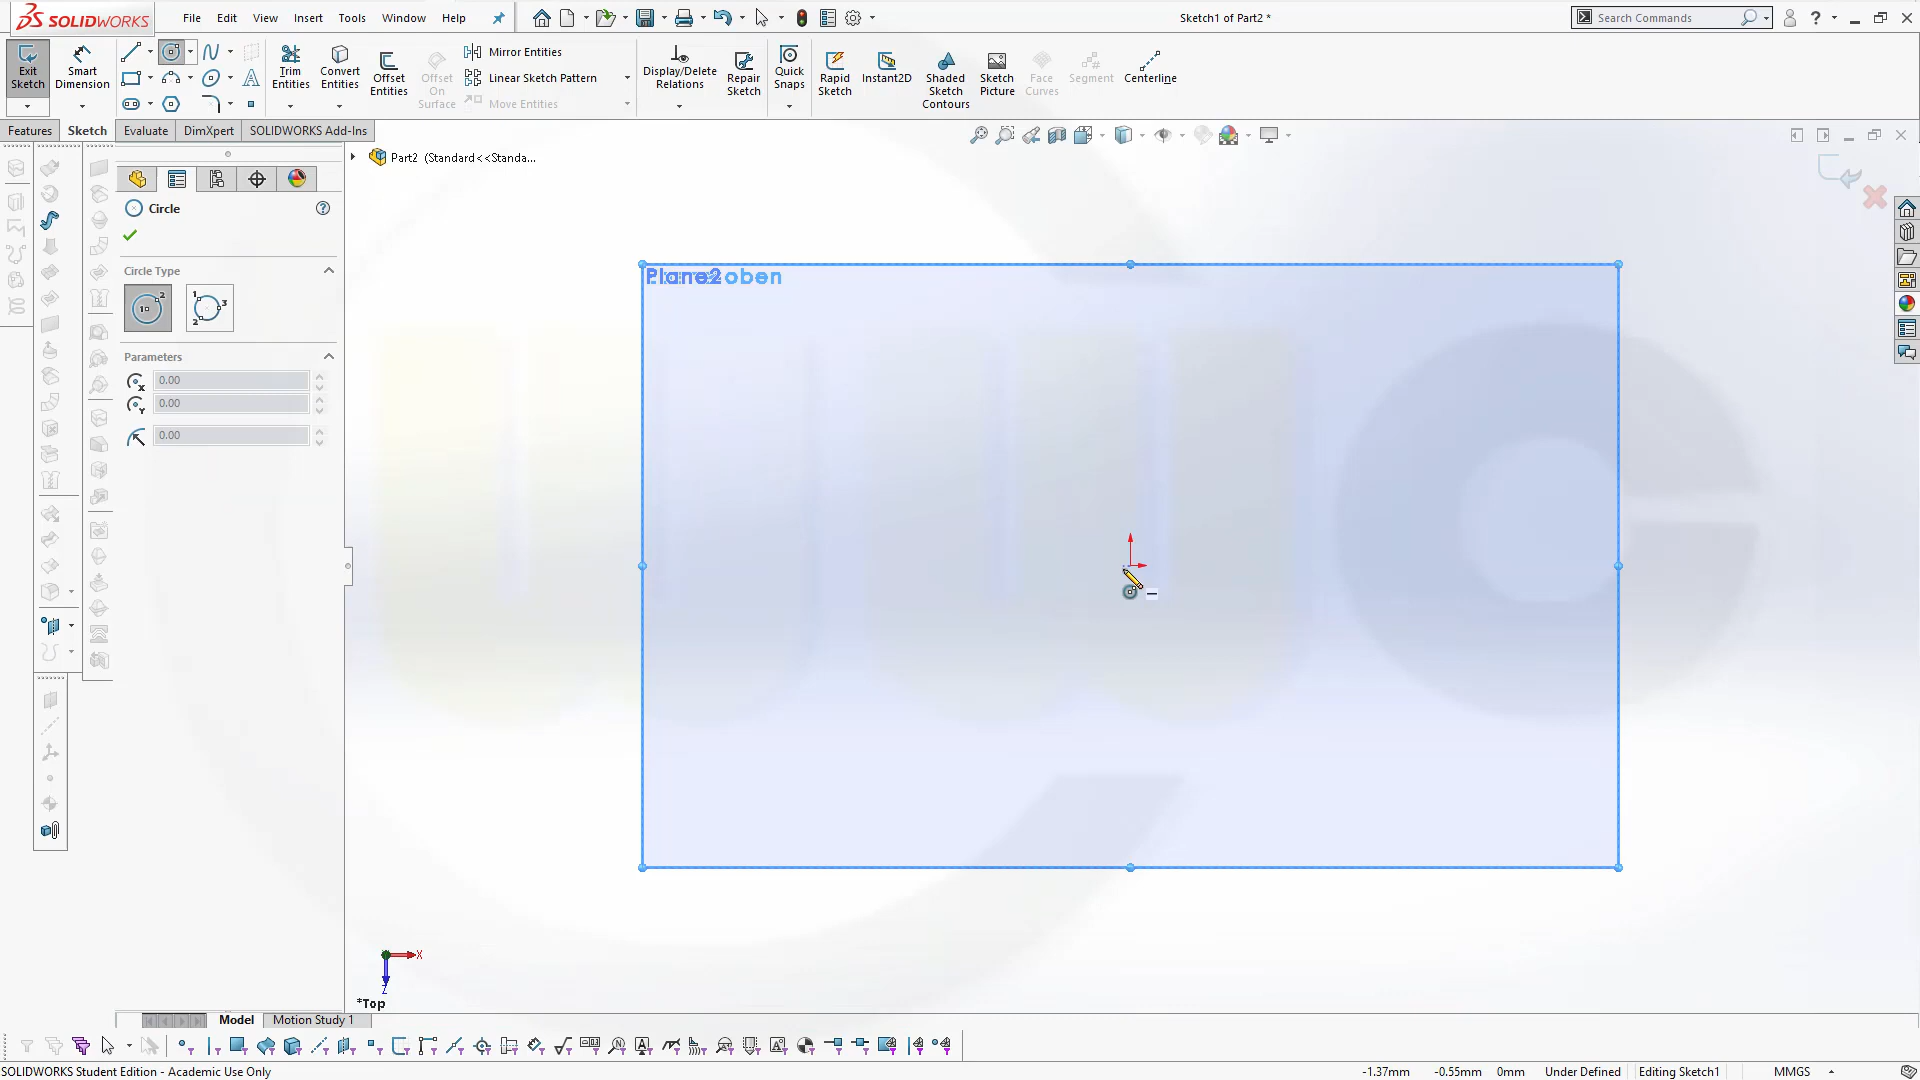 SOLIDWORKS
File Edit View Insert Tools Window Help
Sketch1 of Part2 *
Search Commands
Exit Sketch
Smart Dimension
Trim Entities
Convert Entities
Offset Entities
Offset On Surface
Mirror Entities
Linear Sketch Pattern
Move Entities
Display/Delete Relations
Repair Sketch
Quick Snaps
Rapid Sketch
Instant2D
Shaded Sketch Contours
Sketch Picture
Face Curves
Segment
Centerline
Features Sketch Evaluate DimXpert SOLIDWORKS Add-Ins
Part2 (Standard<<Standa...
Circle
Circle Type
Parameters
0.00
0.00
0.00
Plane2 oben
X
Z
*Top
Model Motion Study 1
SOLIDWORKS Student Edition - Academic Use Only
-1.37mm -0.55mm 0mm Under Defined Editing Sketch1 MMGS